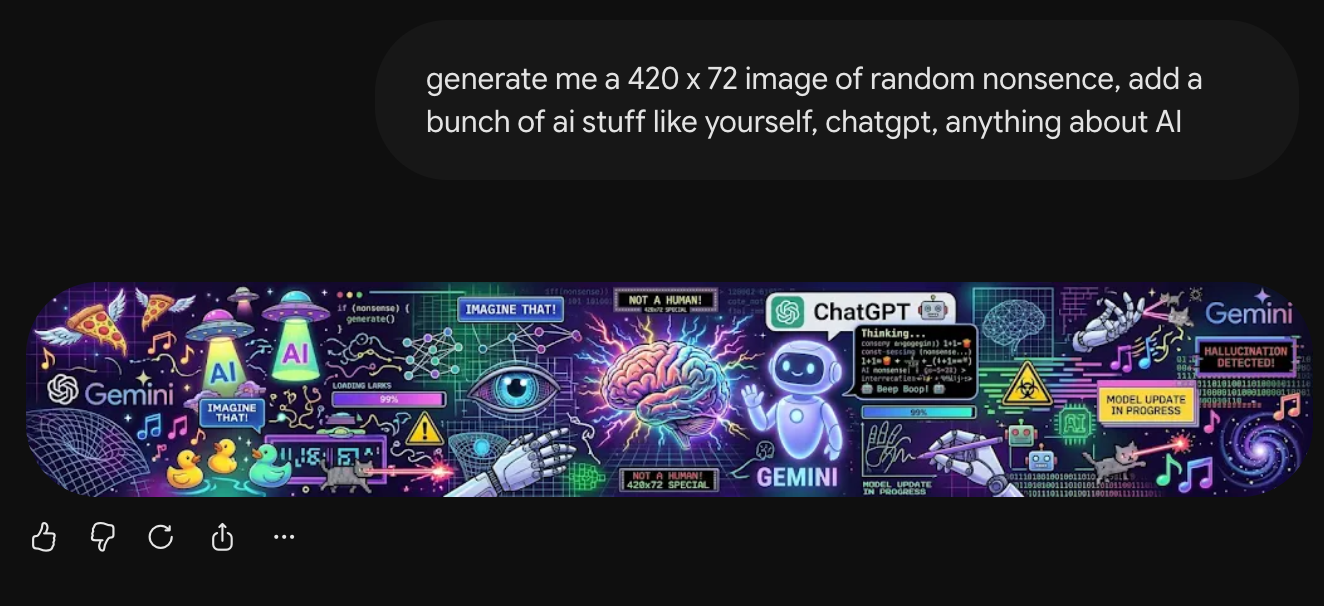 generate me a 420 x 72 image of random nonsence, add a
bunch of ai stuff like yourself, chatgpt, anything about AI
if (nonsense) {
generate()
}
IMAGINE THAT!
NOT A HUMAN!
420x72 SPECIAL
ChatGPT
Gemini
AI
AI
Thinking...
HALLUCINATION
DETECTED!
LOADING LARKS
99%
Gemini
IMAGINE
THAT!
Beep Boop!
99%
AI
MODEL UPDATE
IN PROGRESS
NOT A HUMAN!
420x72 SPECIAL
GEMINI
MODEL UPDATE
IN PROGRESS